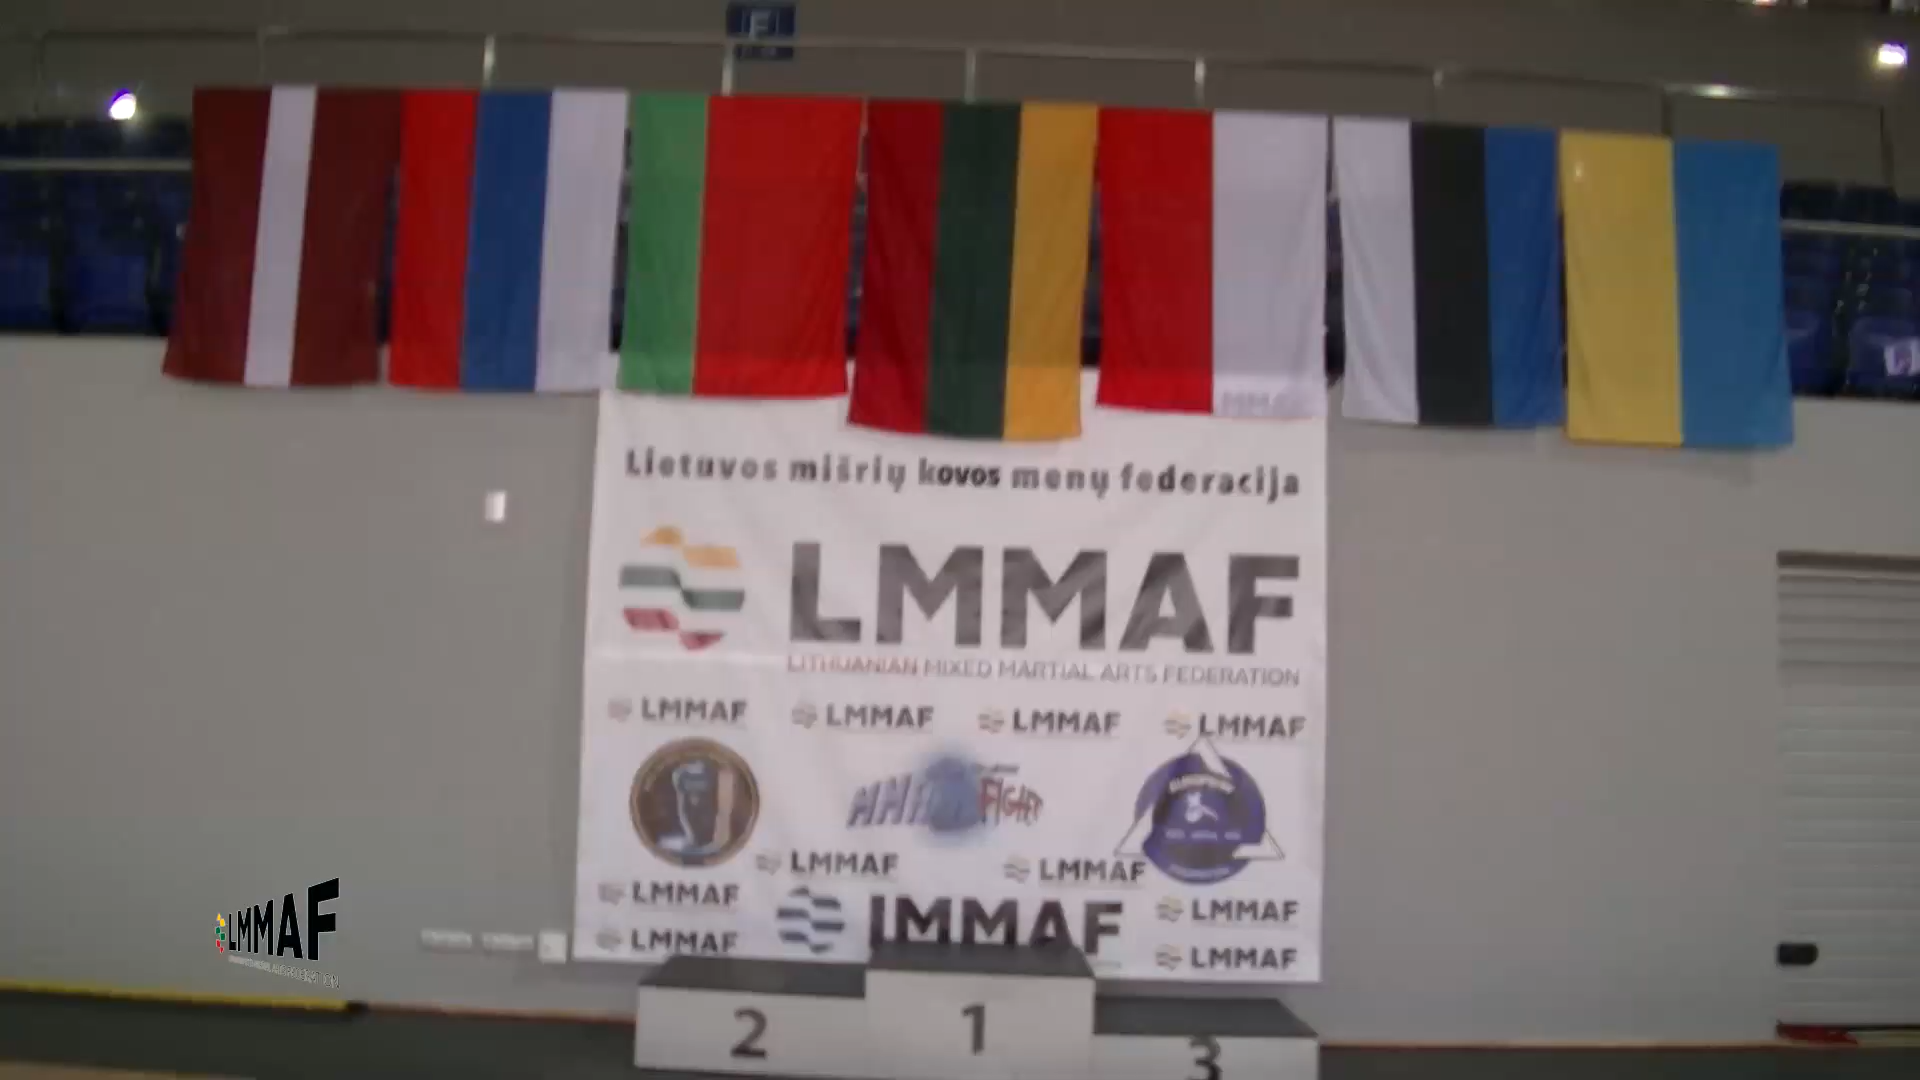 F
Lietuvos mišrių kovos menų federacija
LMMAF
LITHUANIAN MIXED MARTIAL ARTS FEDERATION
LMMAF LMMAF LMMAF LMMAF
FIGHT
LMMAF LMMAF
LMMAF IMMAF LMMAF
LMMAF LMMAF
LMMAF
2 1 3